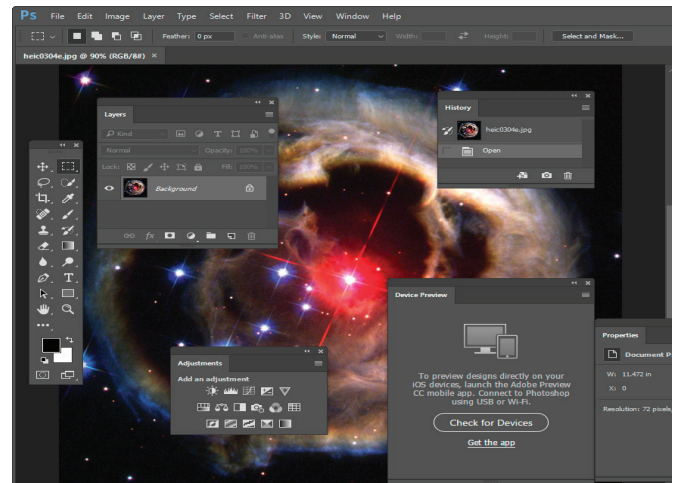 Ps File Edit Image Layer Type Select Filter 3D View Window Help
Feather: 0 px Anti-alias Style: Normal Width: Height: Select and Mask...
heic0304e.jpg @ 90% (RGB/8#) ×
Layers
Kind
Normal Opacity: 100%
Lock: Fill: 100%
Background
fx
History
heic0304e.jpg
Open
Adjustments
Add an adjustment
Device Preview
To preview designs directly on your
iOS devices, launch the Adobe Preview
CC mobile app. Connect to Photoshop
using USB or Wi-Fi.
Check for Devices
Get the app
Properties
Document P
W: 11.472 in
X: 0
Resolution: 72 pixels,